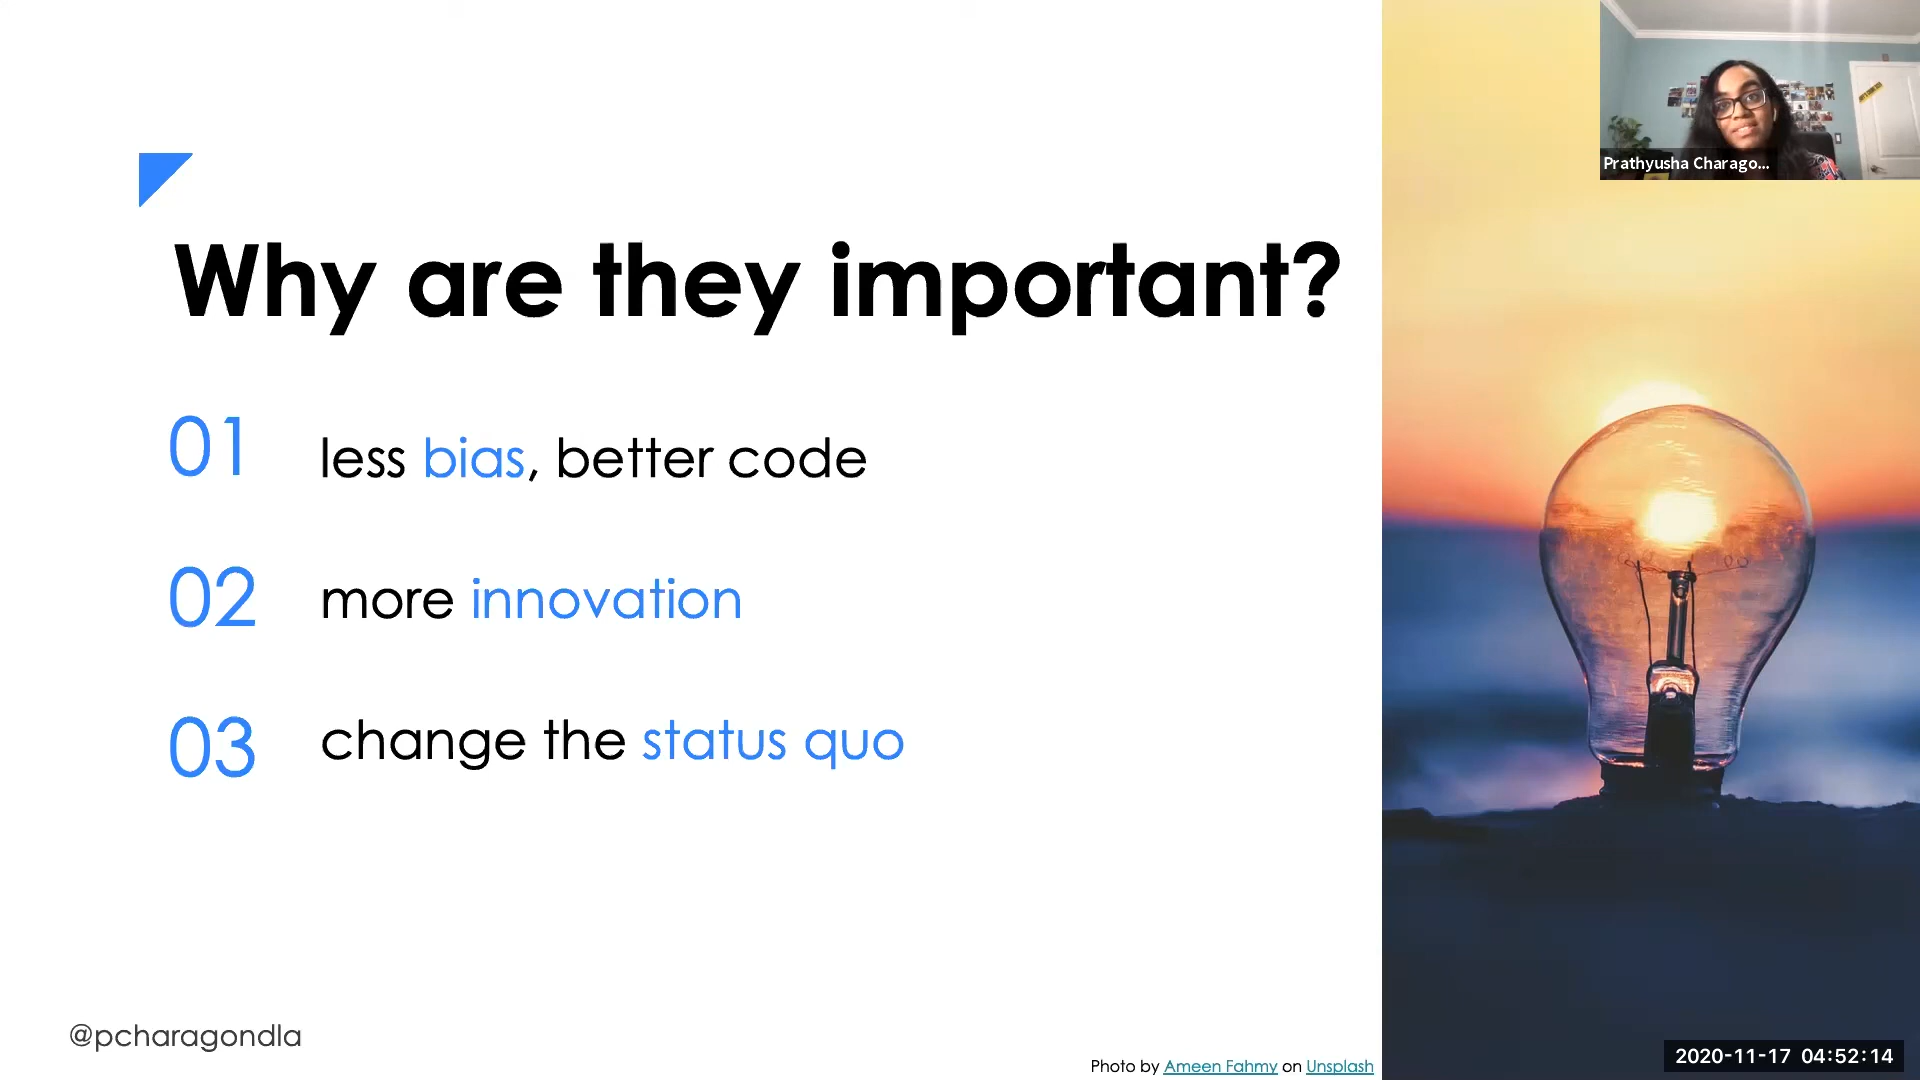 Prathyusha Charago...
Why are they important?
01 less bias, better code
02 more innovation
03 change the status quo
@pcharagondla
Photo by Ameen Fahmy on Unsplash
2020-11-17 04:52:14